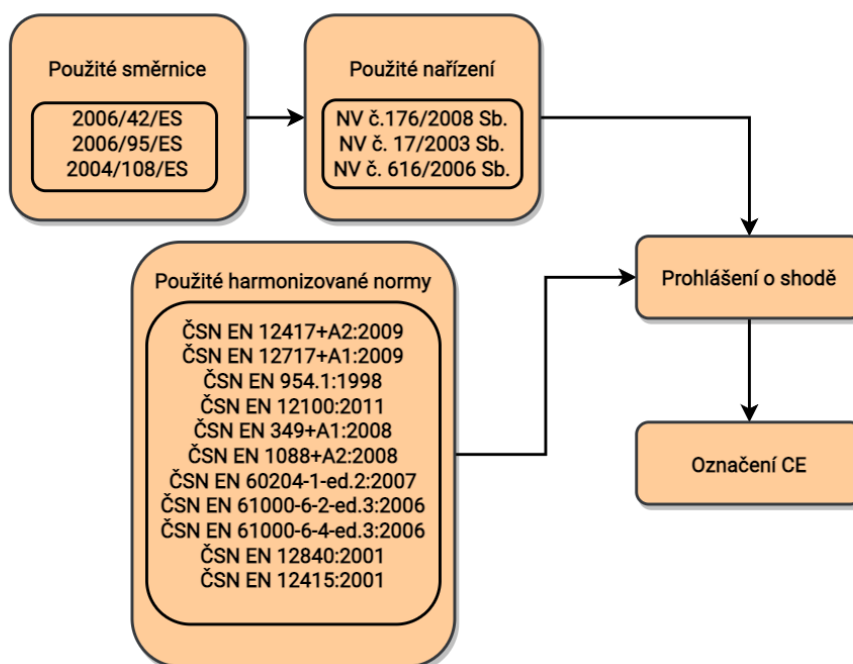 Použité směrnice
2006/42/ES
2006/95/ES
2004/108/ES
Použité nařízení
NV č.176/2008 Sb.
NV č. 17/2003 Sb.
NV č. 616/2006 Sb.
Použité harmonizované normy
ČSN EN 12417+A2:2009
ČSN EN 12717+A1:2009
ČSN EN 954.1:1998
ČSN EN 12100:2011
ČSN EN 349+A1:2008
ČSN EN 1088+A2:2008
ČSN EN 60204-1-ed.2:2007
ČSN EN 61000-6-2-ed.3:2006
ČSN EN 61000-6-4-ed.3:2006
ČSN EN 12840:2001
ČSN EN 12415:2001
Prohlášení o shodě
Označení CE